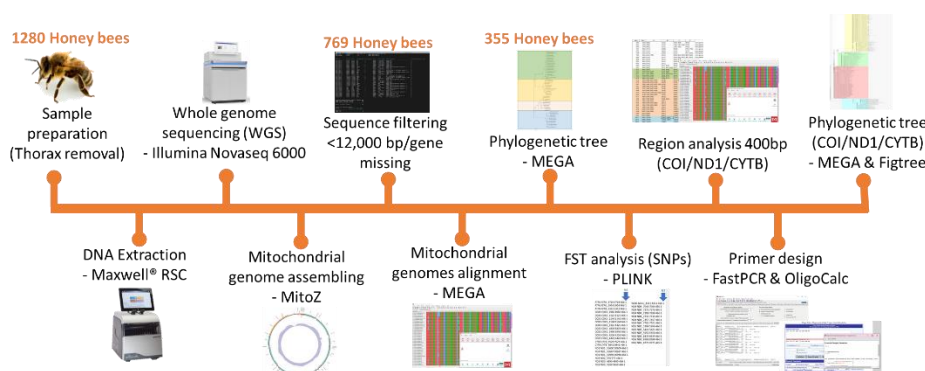 1280 Honey bees
Sample
preparation
(Thorax removal)
Whole genome
sequencing (WGS)
- Illumina Novaseq 6000
769 Honey bees
Sequence filtering
<12,000 bp/gene
missing
355 Honey bees
Phylogenetic tree
- MEGA
Region analysis 400bp
(COI/ND1/CYTB)
Phylogenetic tree
(COI/ND1/CYTB)
- MEGA & Figtree
DNA Extraction
- Maxwell® RSC
Mitochondrial
genome assembling
- MitoZ
Mitochondrial
genomes alignment
- MEGA
FST analysis (SNPs)
- PLINK
Primer design
- FastPCR & OligoCalc